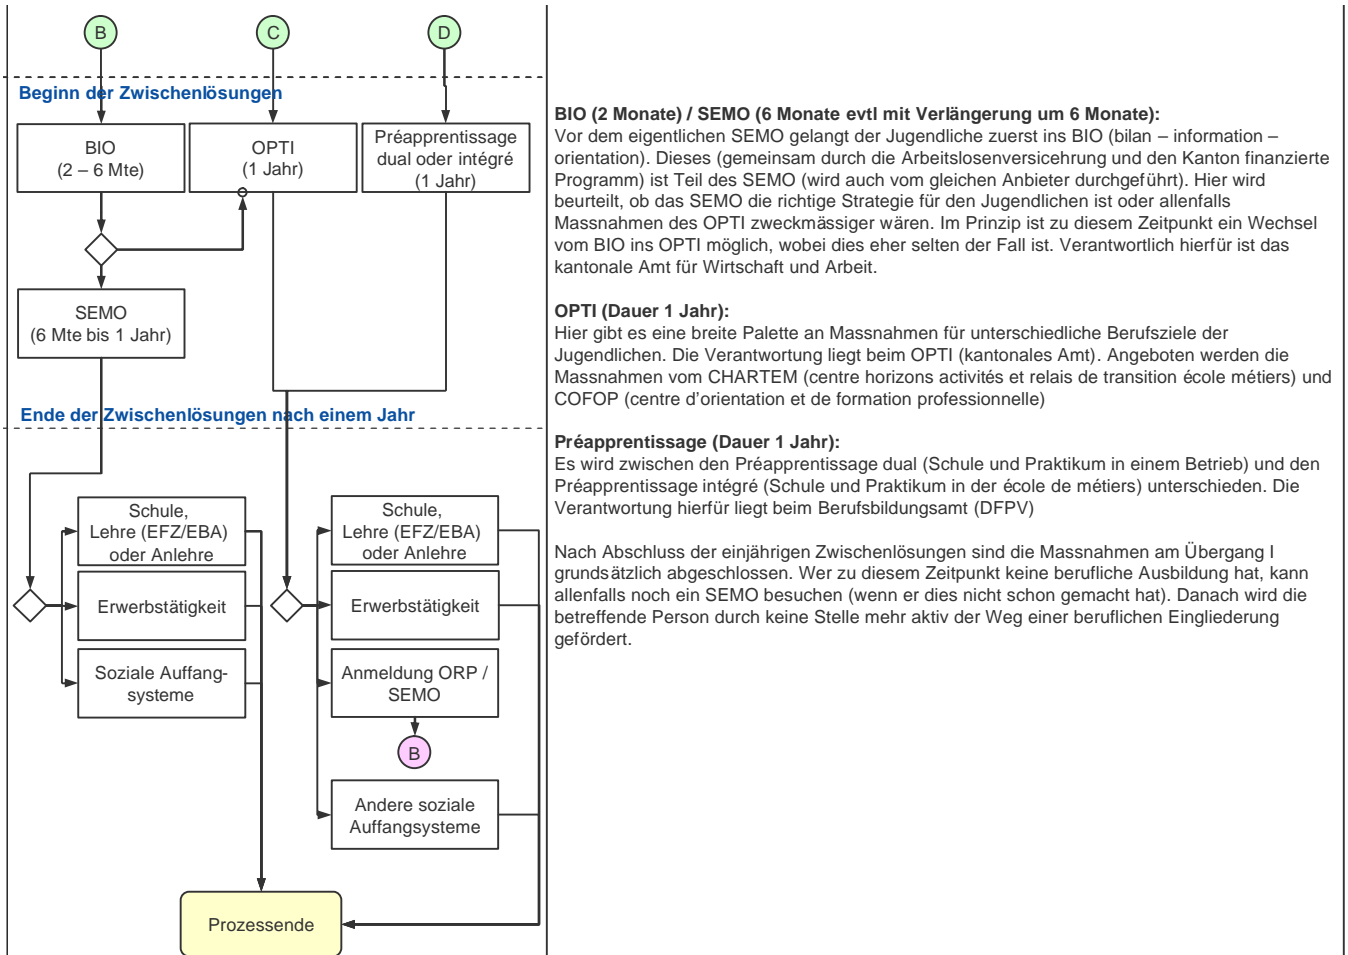 B
C
D
Beginn der Zwischenlösungen
BIO
(2 – 6 Mte)
OPTI
(1 Jahr)
Préapprentissage
dual oder intégré
(1 Jahr)
SEMO
(6 Mte bis 1 Jahr)
Ende der Zwischenlösungen nach einem Jahr
Schule,
Lehre (EFZ/EBA)
oder Anlehre
Erwerbstätigkeit
Soziale Auffang-
systeme
Schule,
Lehre (EFZ/EBA)
oder Anlehre
Erwerbstätigkeit
Anmeldung ORP /
SEMO
B
Andere soziale
Auffangsysteme
Prozessende
BIO (2 Monate) / SEMO (6 Monate evtl mit Verlängerung um 6 Monate):
Vor dem eigentlichen SEMO gelangt der Jugendliche zuerst ins BIO (bilan – information –
orientation). Dieses (gemeinsam durch die Arbeitslosenversicehrung und den Kanton finanzierte
Programm) ist Teil des SEMO (wird auch vom gleichen Anbieter durchgeführt). Hier wird
beurteilt, ob das SEMO die richtige Strategie für den Jugendlichen ist oder allenfalls
Massnahmen des OPTI zweckmässiger wären. Im Prinzip ist zu diesem Zeitpunkt ein Wechsel
vom BIO ins OPTI möglich, wobei dies eher selten der Fall ist. Verantwortlich hierfür ist das
kantonale Amt für Wirtschaft und Arbeit.
OPTI (Dauer 1 Jahr):
Hier gibt es eine breite Palette an Massnahmen für unterschiedliche Berufsziele der
Jugendlichen. Die Verantwortung liegt beim OPTI (kantonales Amt). Angeboten werden die
Massnahmen vom CHARTEM (centre horizons activités et relais de transition école métiers) und
COFOP (centre d'orientation et de formation professionnelle)
Préapprentissage (Dauer 1 Jahr):
Es wird zwischen den Préapprentissage dual (Schule und Praktikum in einem Betrieb) und den
Préapprentissage intégré (Schule und Praktikum in der école de métiers) unterschieden. Die
Verantwortung hierfür liegt beim Berufsbildungsamt (DFPV)
Nach Abschluss der einjährigen Zwischenlösungen sind die Massnahmen am Übergang I
grundsätzlich abgeschlossen. Wer zu diesem Zeitpunkt keine berufliche Ausbildung hat, kann
allenfalls noch ein SEMO besuchen (wenn er dies nicht schon gemacht hat). Danach wird die
betreffende Person durch keine Stelle mehr aktiv der Weg einer beruflichen Eingliederung
gefördert.